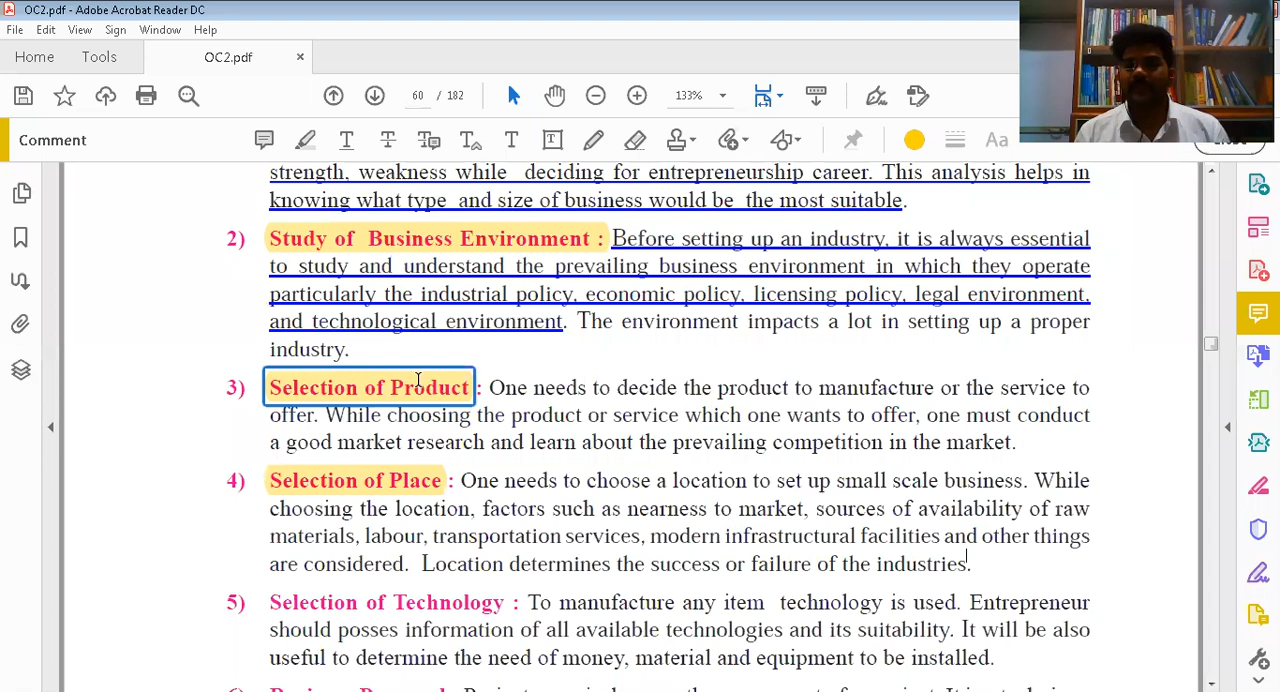 OC2.pdf - Adobe Acrobat Reader DC
File Edit View Sign Window Help
Home Tools OC2.pdf ×
60 / 182 133%
Comment
strength, weakness while deciding for entrepreneurship career. This analysis helps in
knowing what type and size of business would be the most suitable.
2) Study of Business Environment : Before setting up an industry, it is always essential
to study and understand the prevailing business environment in which they operate
particularly the industrial policy, economic policy, licensing policy, legal environment,
and technological environment. The environment impacts a lot in setting up a proper
industry.
3) Selection of Product : One needs to decide the product to manufacture or the service to
offer. While choosing the product or service which one wants to offer, one must conduct
a good market research and learn about the prevailing competition in the market.
4) Selection of Place : One needs to choose a location to set up small scale business. While
choosing the location, factors such as nearness to market, sources of availability of raw
materials, labour, transportation services, modern infrastructural facilities and other things
are considered. Location determines the success or failure of the industries.
5) Selection of Technology : To manufacture any item technology is used. Entrepreneur
should posses information of all available technologies and its suitability. It will be also
useful to determine the need of money, material and equipment to be installed.